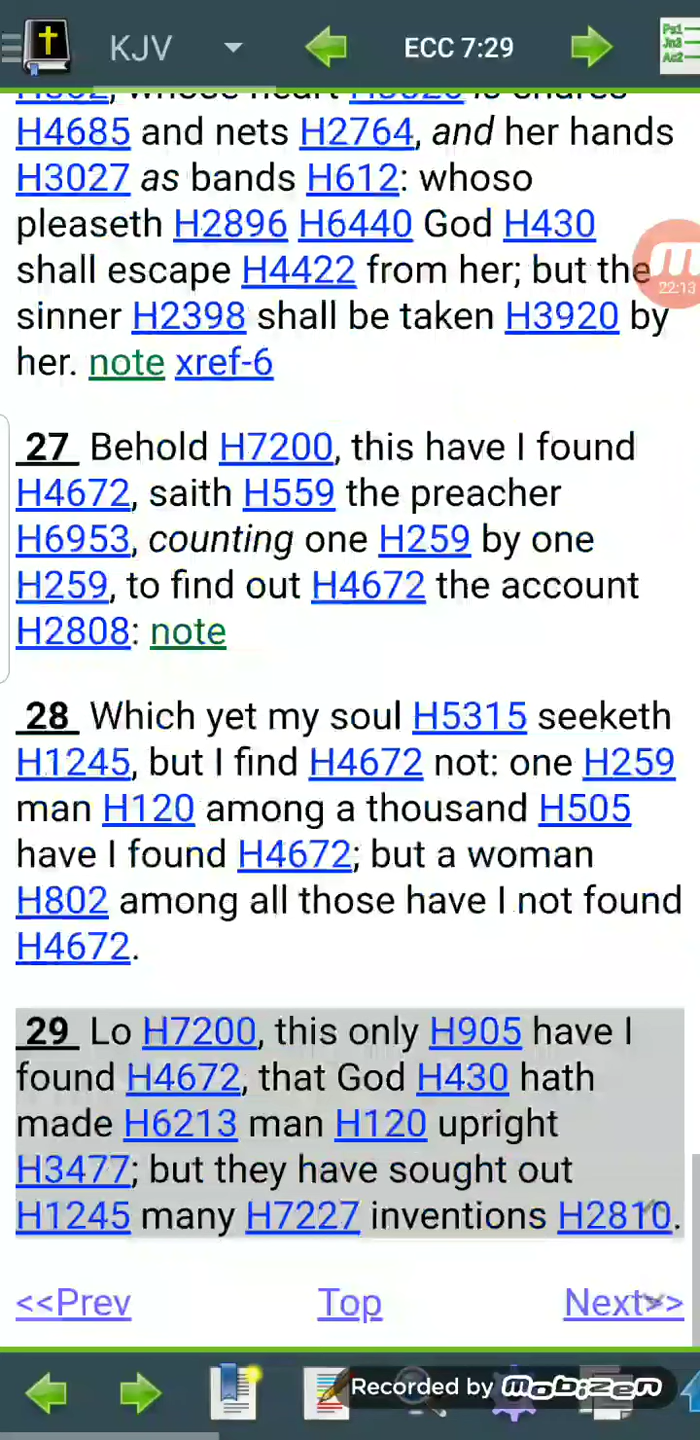 KJV
ECC 7:29
Ps1
Jn3
Ac2
H4685 and nets H2764, and her hands
H3027 as bands H612: whoso
pleaseth H2896 H6440 God H430
shall escape H4422 from her; but the
22:13
sinner H2398 shall be taken H3920 by
her. note xref-6
27 Behold H7200, this have I found
H4672, saith H559 the preacher
H6953, counting one H259 by one
H259, to find out H4672 the account
H2808: note
28 Which yet my soul H5315 seeketh
H1245, but I find H4672 not: one H259
man H120 among a thousand H505
have I found H4672; but a woman
H802 among all those have I not found
H4672.
29 Lo H7200, this only H905 have I
found H4672, that God H430 hath
made H6213 man H120 upright
H3477; but they have sought out
H1245 many H7227 inventions H2810.
<<Prev Top Next>>
Recorded by mobizen